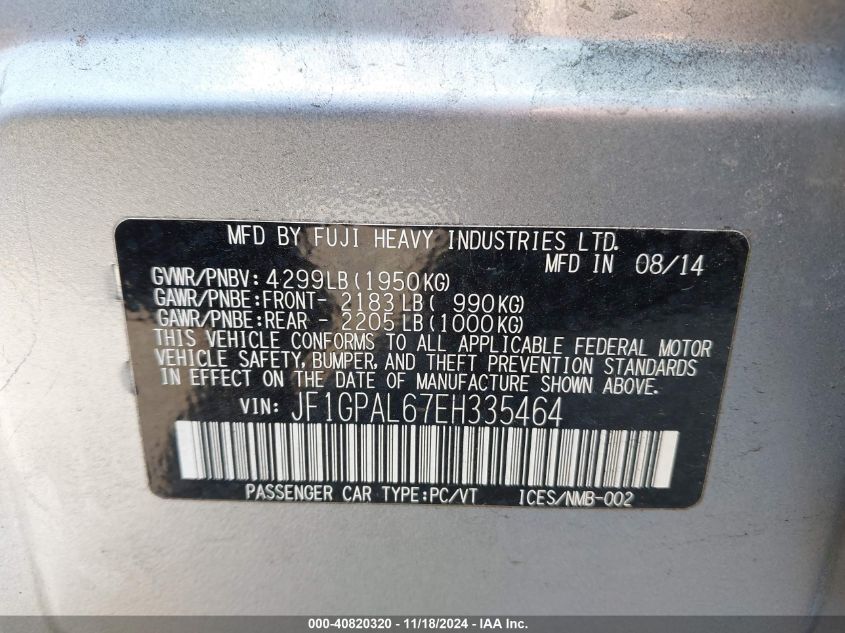 MFD BY FUJI HEAVY INDUSTRIES LTD.
MFD IN 08/14
GVWR/PNBV: 4299LB(1950KG)
GAWR/PNBE:FRONT- 2183LB( 990KG)
GAWR/PNBE:REAR - 2205LB(1000KG)
THIS VEHICLE CONFORMS TO ALL APPLICABLE FEDERAL MOTOR
VEHICLE SAFETY, BUMPER, AND THEFT PREVENTION STANDARDS
IN EFFECT ON THE DATE OF MANUFACTURE SHOWN ABOVE.
VIN: JF1GPAL67EH335464
PASSENGER CAR TYPE:PC/VT ICES/NMB-002
000-40820320 - 11/18/2024 - IAA Inc.